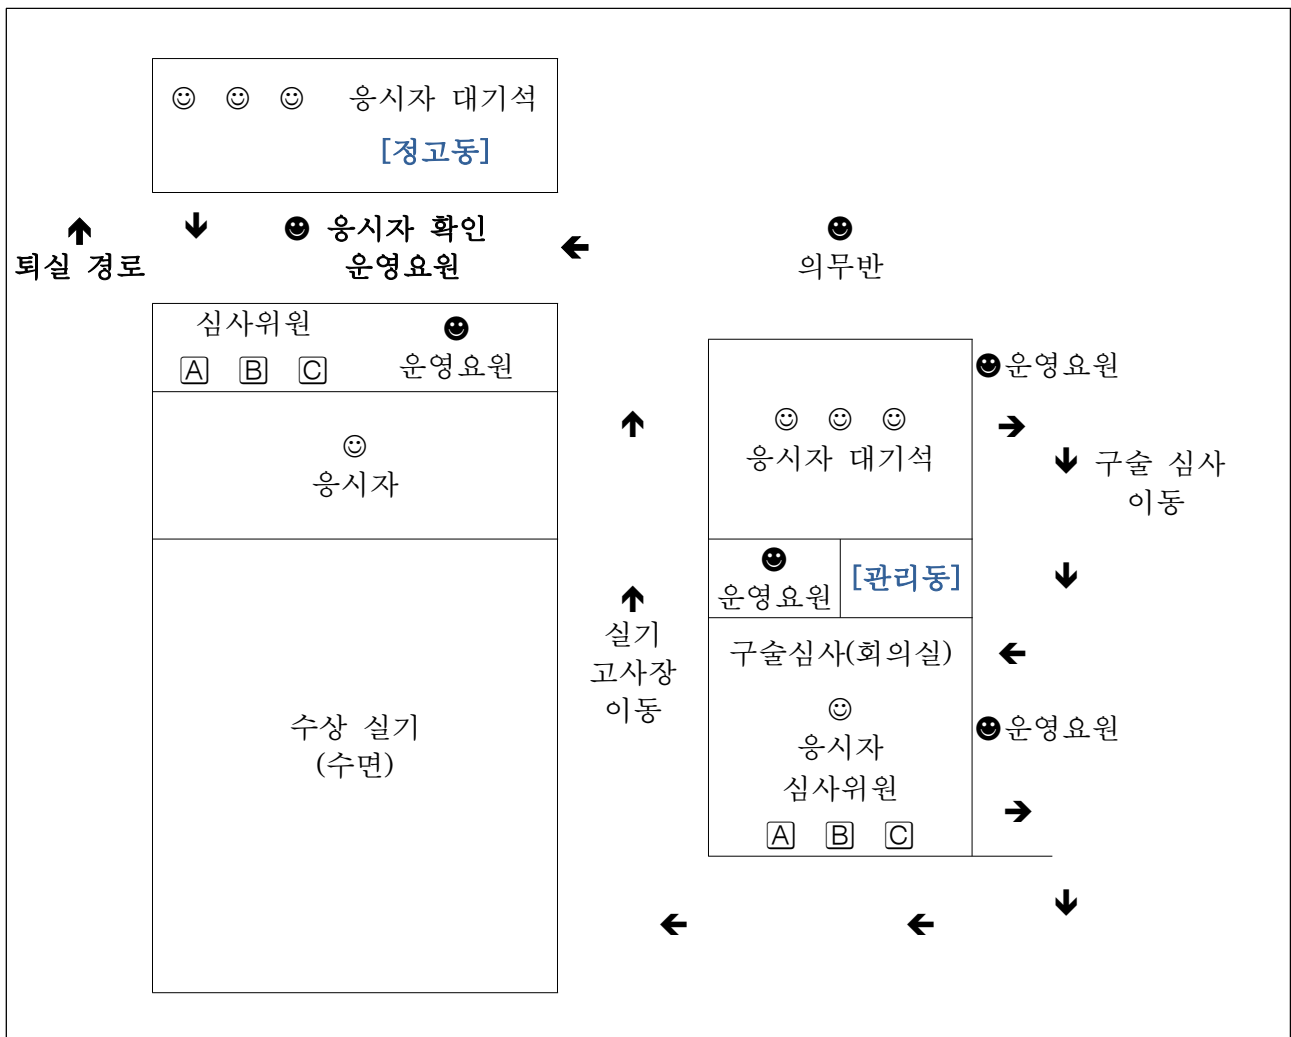 응시자 대기석
[정고동]
퇴실 경로
응시자 확인
운영요원
의무반
심사위원
A B C
운영요원
응시자
수상 실기
(수면)
실기
고사장
이동
응시자 대기석
운영요원
[관리동]
구술심사(회의실)
응시자
심사위원
A B C
운영요원
구술 심사
이동
운영요원